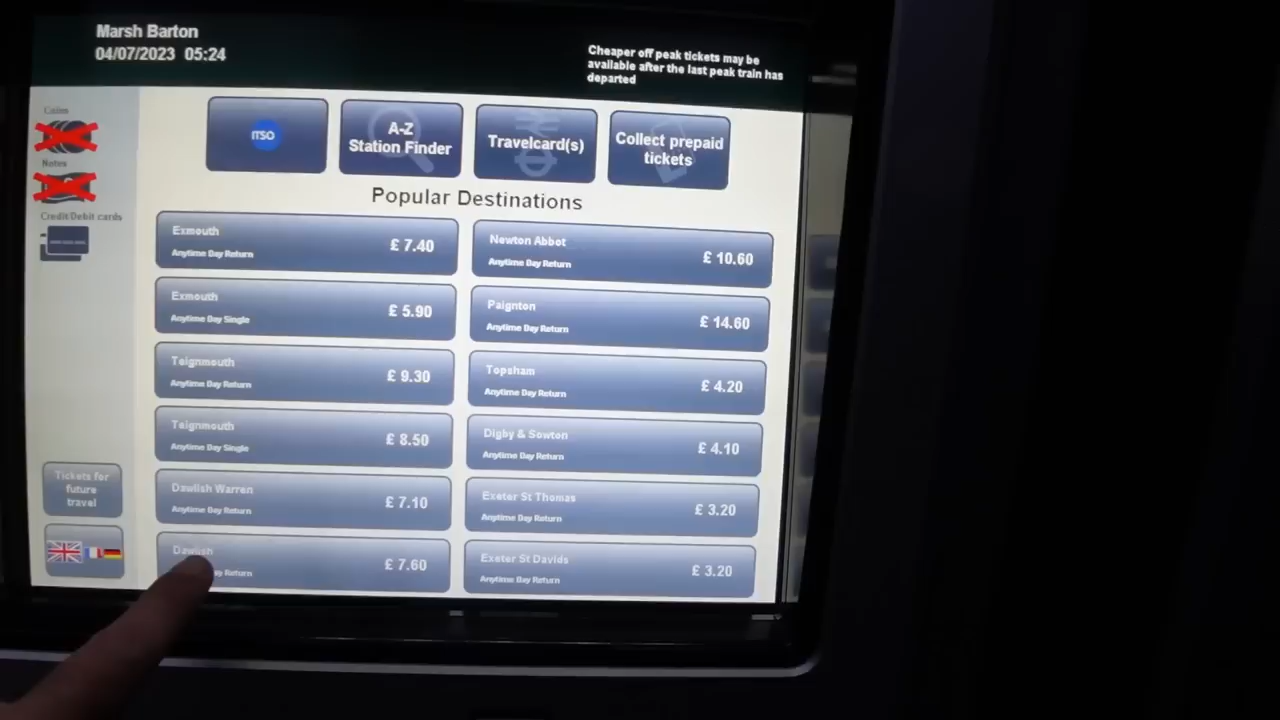 Marsh Barton
04/07/2023 05:24
Cheaper off peak tickets may be
available after the last peak train has
departed
Coins
Notes
Credit/Debit cards
ITSO
A-Z
Station Finder
Travelcard(s)
Collect prepaid
tickets
Popular Destinations
Exmouth
Anytime Day Return
£ 7.40
Exmouth
Anytime Day Single
£ 5.90
Teignmouth
Anytime Day Return
£ 9.30
Teignmouth
Anytime Day Single
£ 8.50
Dawlish Warren
Anytime Day Return
£ 7.10
Dawlish
Day Return
£ 7.60
Newton Abbot
Anytime Day Return
£ 10.60
Paignton
Anytime Day Return
£ 14.60
Topsham
Anytime Day Return
£ 4.20
Digby & Sowton
Anytime Day Return
£ 4.10
Exeter St Thomas
Anytime Day Return
£ 3.20
Exeter St Davids
Anytime Day Return
£ 3.20
Tickets for
future
travel